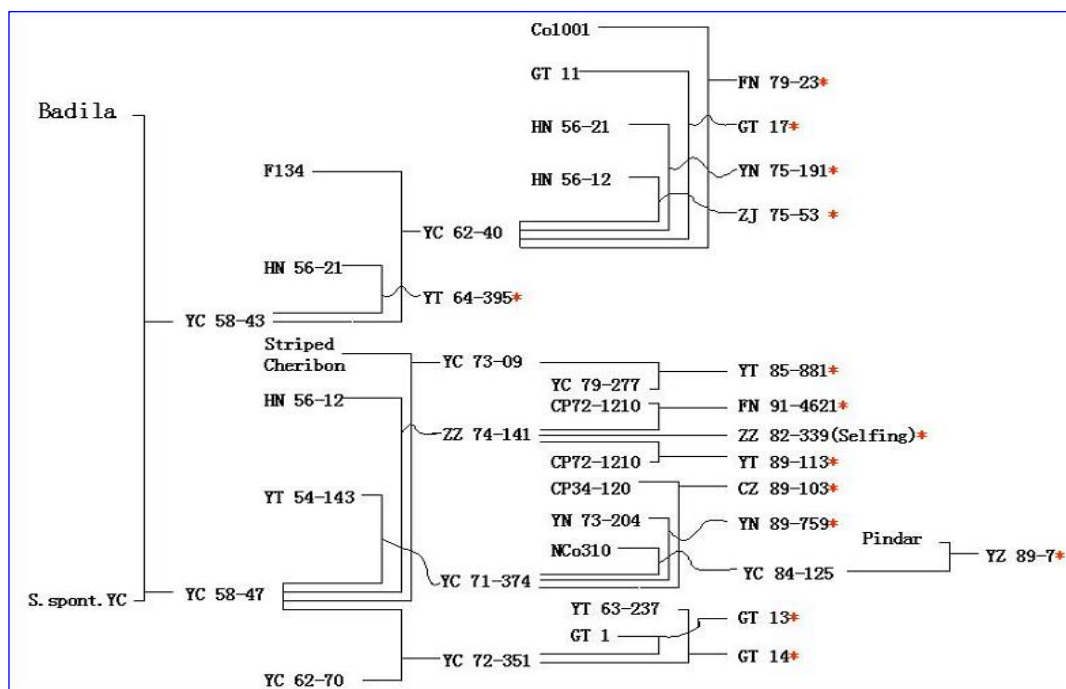 Co1001
GT 11
FN 79-23*
Badila
HN 56-21
GT 17*
F134
YN 75-191*
HN 56-12
ZJ 75-53 *
YC 62-40
HN 56-21
YT 64-395*
YC 58-43
Striped
Cheribon
YC 73-09
YT 85-881*
YC 79-277
HN 56-12
CP72-1210
FN 91-4621*
ZZ 74-141
ZZ 82-339(Selfing)*
CP72-1210
YT 89-113*
CP34-120
CZ 89-103*
YT 54-143
YN 73-204
YN 89-759*
Pindar
NCo310
YZ 89-7*
YC 71-374
YC 84-125
S.spont.YC
YC 58-47
YT 63-237
GT 13*
GT 1
YC 72-351
GT 14*
YC 62-70